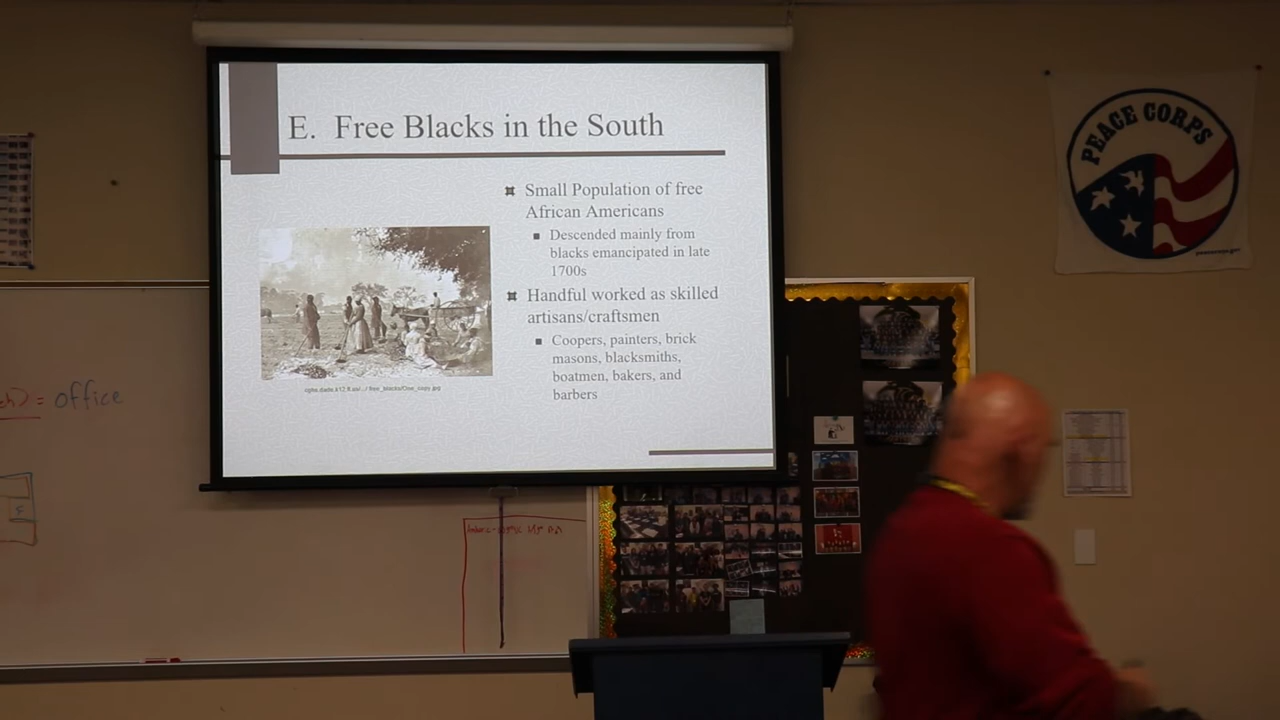 E. Free Blacks in the South
Small Population of free
African Americans
Descended mainly from
blacks emancipated in late
1700s
Handful worked as skilled
artisans/craftsmen
Coopers, painters, brick
masons, blacksmiths,
boatmen, bakers, and
barbers
PEACE CORPS
= office